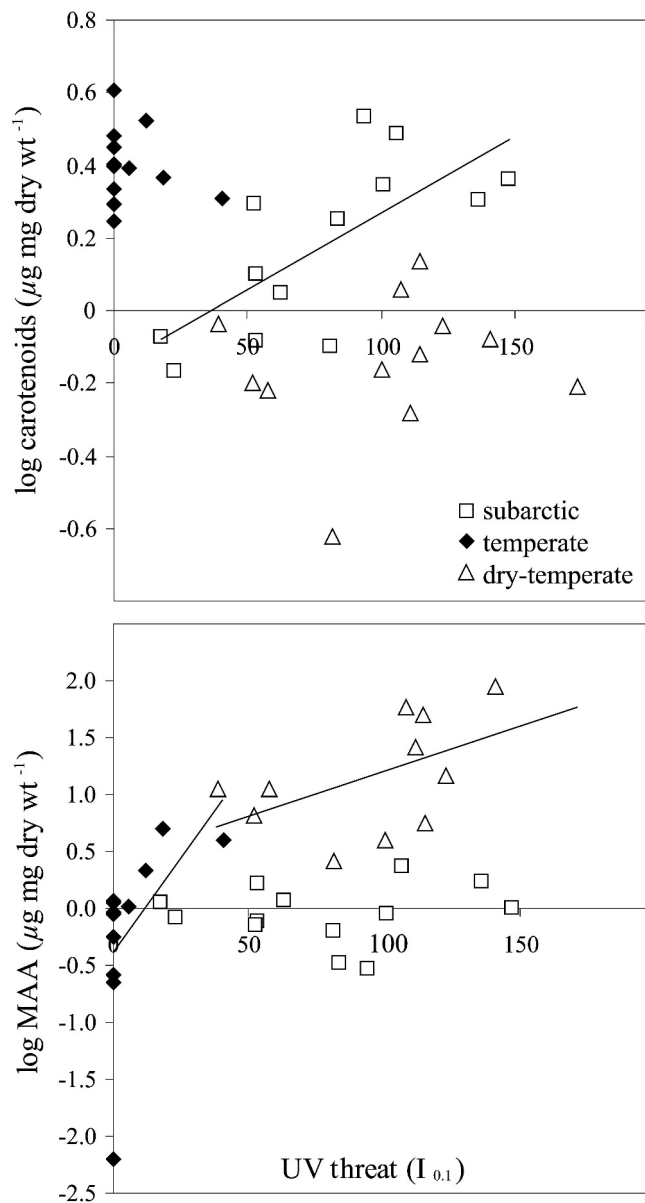 0.8
0.6
0.4
0.2
0
-0.2
-0.4
-0.6
0 50 100 150
log carotenoids (µg mg dry wt -1)
subarctic
temperate
dry-temperate
2.0
1.5
1.0
0.5
0.0
-0.5
-1.0
-1.5
-2.0
-2.5
0 50 100 150
log MAA (µg mg dry wt -1)
UV threat (I 0.1)